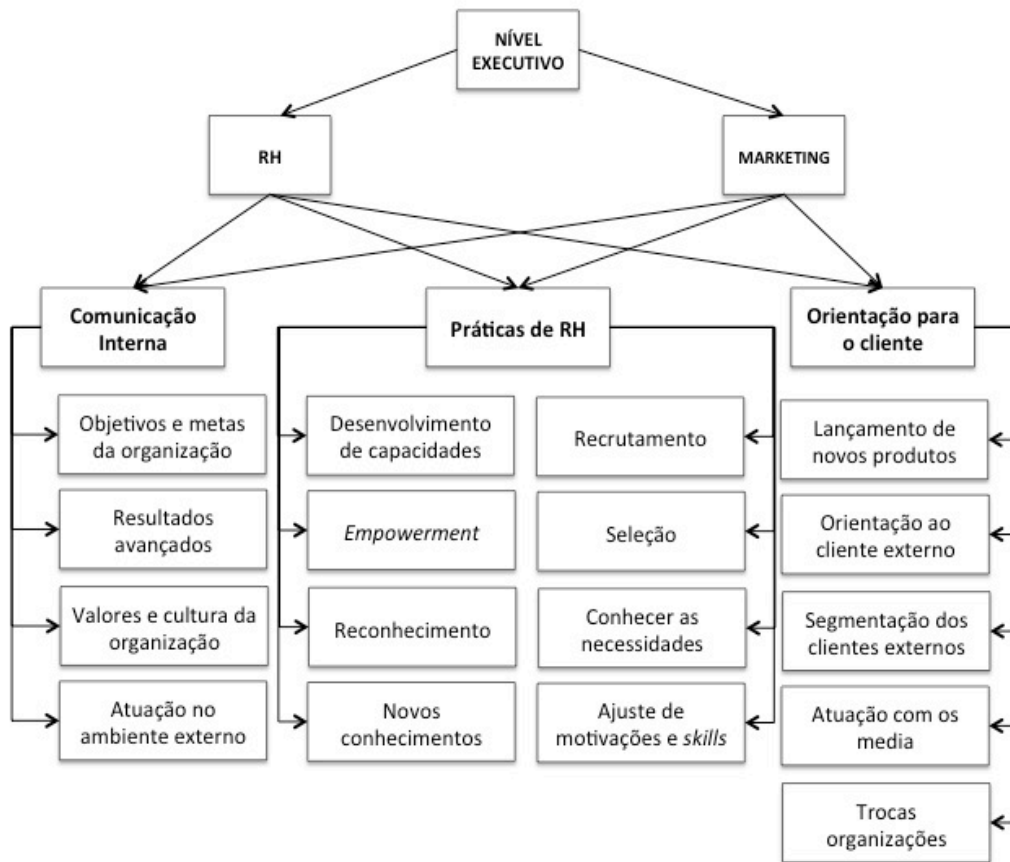 NÍVEL
EXECUTIVO
RH
MARKETING
Comunicação
Interna
Práticas de RH
Orientação para
o cliente
Objetivos e metas
da organização
Resultados
avançados
Valores e cultura da
organização
Atuação no
ambiente externo
Desenvolvimento
de capacidades
Empowerment
Reconhecimento
Novos
conhecimentos
Recrutamento
Seleção
Conhecer as
necessidades
Ajuste de
motivações e skills
Lançamento de
novos produtos
Orientação ao
cliente externo
Segmentação dos
clientes externos
Atuação com os
media
Trocas
organizações